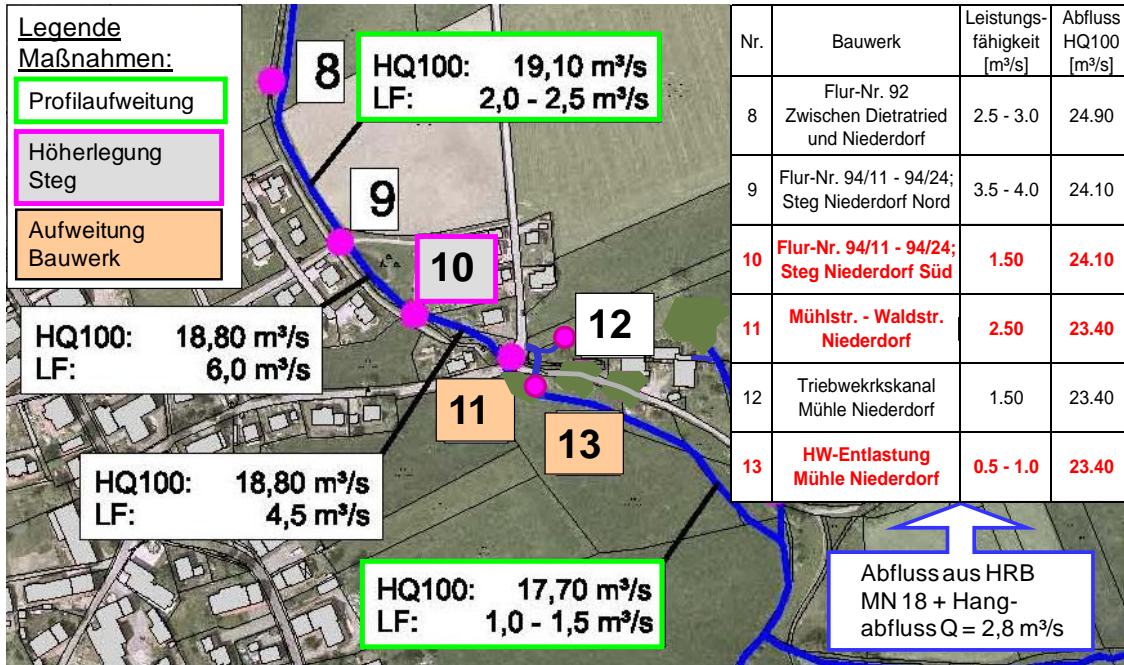 Legende
Maßnahmen:
Profilaufweitung
Höherlegung
Steg
Aufweitung
Bauwerk
8
HQ100: 19,10 m³/s
LF: 2,0 - 2,5 m³/s
9
10
HQ100: 18,80 m³/s
LF: 6,0 m³/s
12
11
13
HQ100: 18,80 m³/s
LF: 4,5 m³/s
HQ100: 17,70 m³/s
LF: 1,0 - 1,5 m³/s
Nr. Bauwerk Leistungs-fähigkeit [m³/s] Abfluss HQ100 [m³/s]
8 Flur-Nr. 92 Zwischen Dietratried und Niederdorf 2.5 - 3.0 24.90
9 Flur-Nr. 94/11 - 94/24; Steg Niederdorf Nord 3.5 - 4.0 24.10
10 Flur-Nr. 94/11 - 94/24; Steg Niederdorf Süd 1.50 24.10
11 Mühlstr. - Waldstr. Niederdorf 2.50 23.40
12 Triebwekrkskanal Mühle Niederdorf 1.50 23.40
13 HW-Entlastung Mühle Niederdorf 0.5 - 1.0 23.40
Abfluss aus HRB
MN 18 + Hang-
abfluss Q = 2,8 m³/s